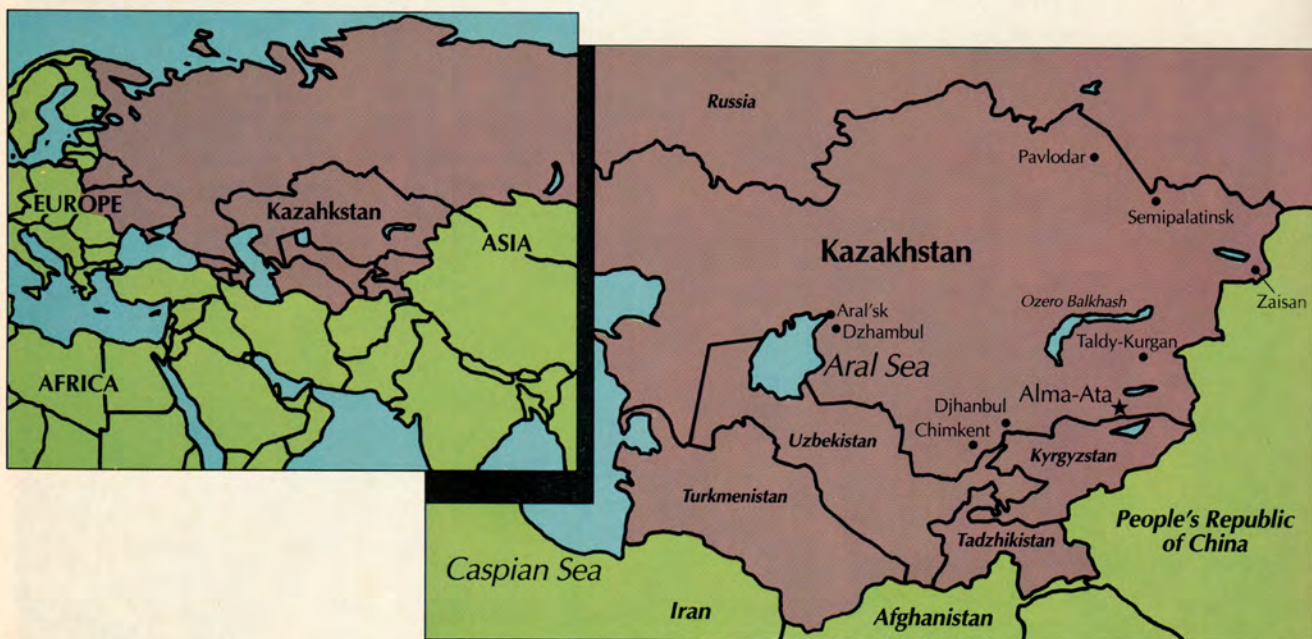 EUROPE
Kazahkstan
ASIA
AFRICA
Russia
Pavlodar
Semipalatinsk
Kazakhstan
Zaisan
Ozero Balkhash
Aral'sk
Dzhambul
Taldy-Kurgan
Aral Sea
Alma-Ata
Djhanbul
Chimkent
Uzbekistan
Kyrgyzstan
Turkmenistan
People's Republic
of China
Tadzhikistan
Caspian Sea
Iran
Afghanistan